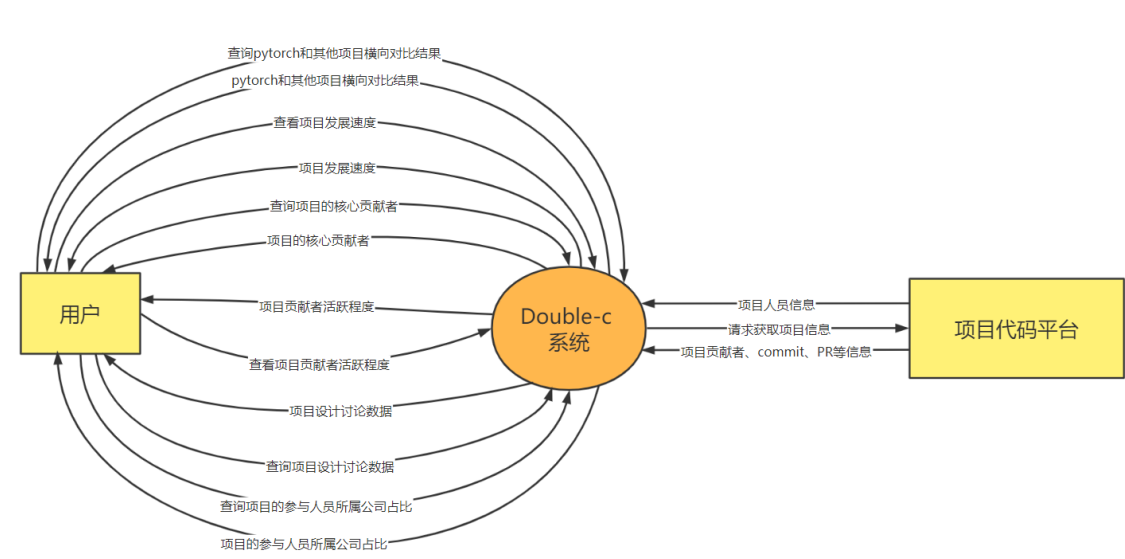 查询pytorch和其他项目横向对比结果
pytorch和其他项目横向对比结果
查看项目发展速度
项目发展速度
查询项目的核心贡献者
项目的核心贡献者
用户
项目贡献者活跃程度
查看项目贡献者活跃程度
Double-c
系统
项目人员信息
请求获取项目信息
项目贡献者、commit、PR等信息
项目代码平台
项目设计讨论数据
查询项目设计讨论数据
查询项目的参与人员所属公司占比
项目的参与人员所属公司占比